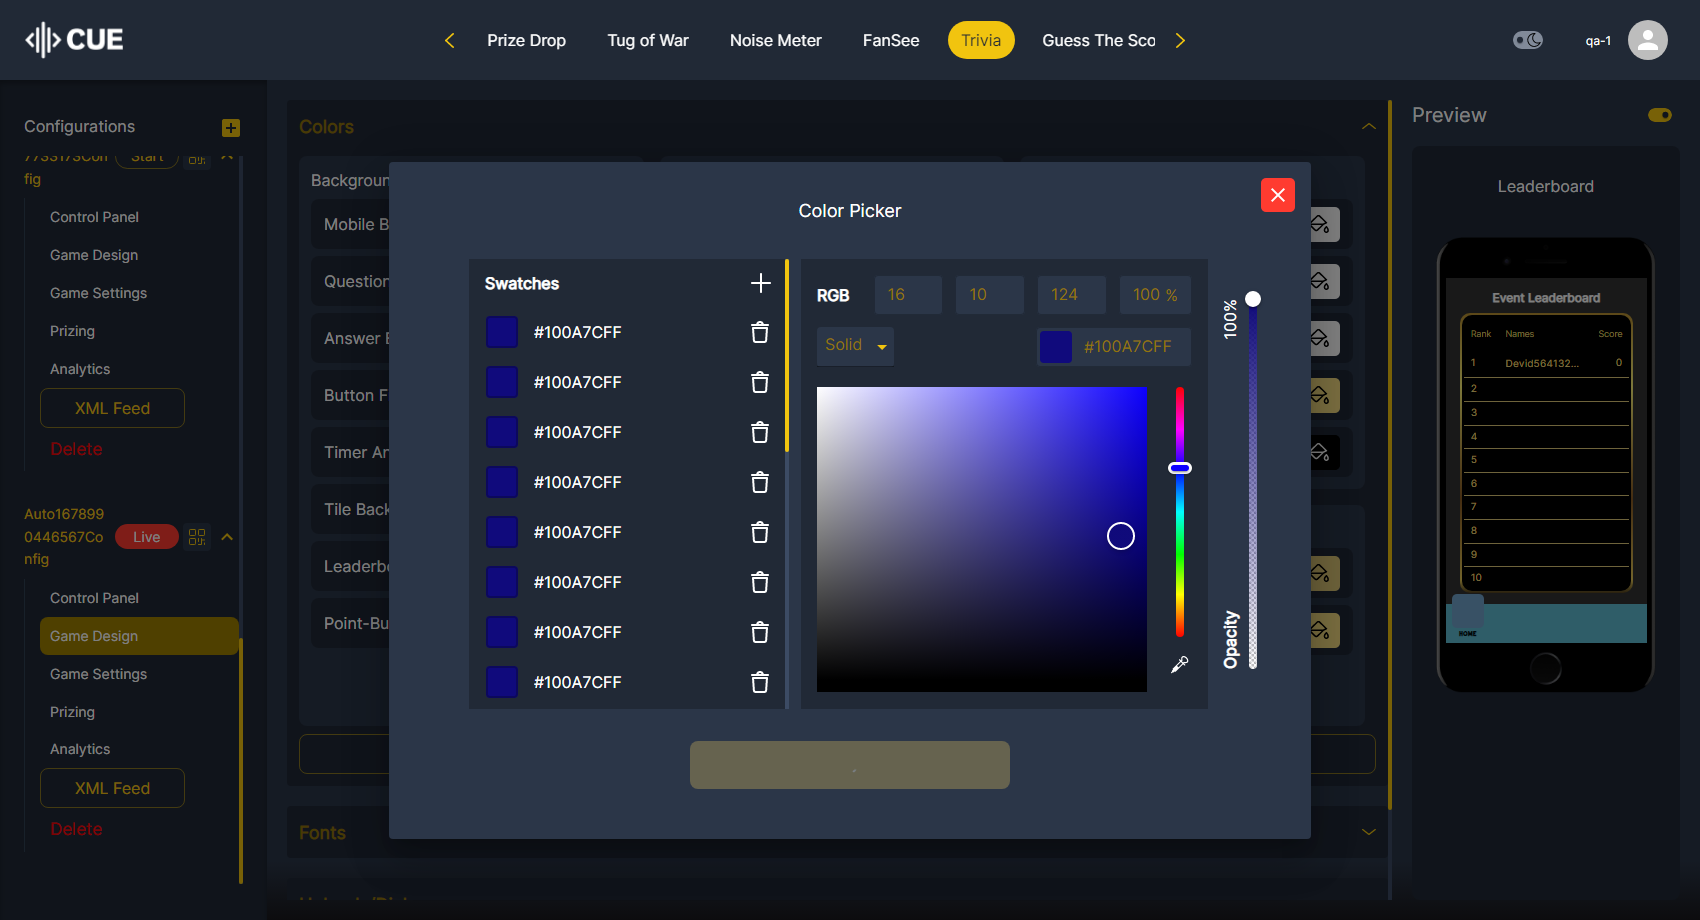 CUE
Prize Drop
Tug of War
Noise Meter
FanSee
Trivia
Guess The Sco
qa-1
Configurations
Start
fig
Control Panel
Game Design
Game Settings
Prizing
Analytics
XML Feed
Delete
Auto167899
0446567Co
nfig
Live
Control Panel
Game Design
Game Settings
Prizing
Analytics
XML Feed
Delete
Colors
Backgroun
Mobile B
Question
Answer
Button F
Timer An
Tile Back
Leaderbo
Point-Bu
Fonts
Color Picker
Swatches
#100A7CFF
#100A7CFF
#100A7CFF
#100A7CFF
#100A7CFF
#100A7CFF
#100A7CFF
#100A7CFF
RGB
16
10
124
100 %
Solid
#100A7CFF
100%
Opacity
Preview
Leaderboard
Event Leaderboard
Rank Names Score
1 Devid564132... 0
2
3
4
5
6
7
8
9
10
HOME